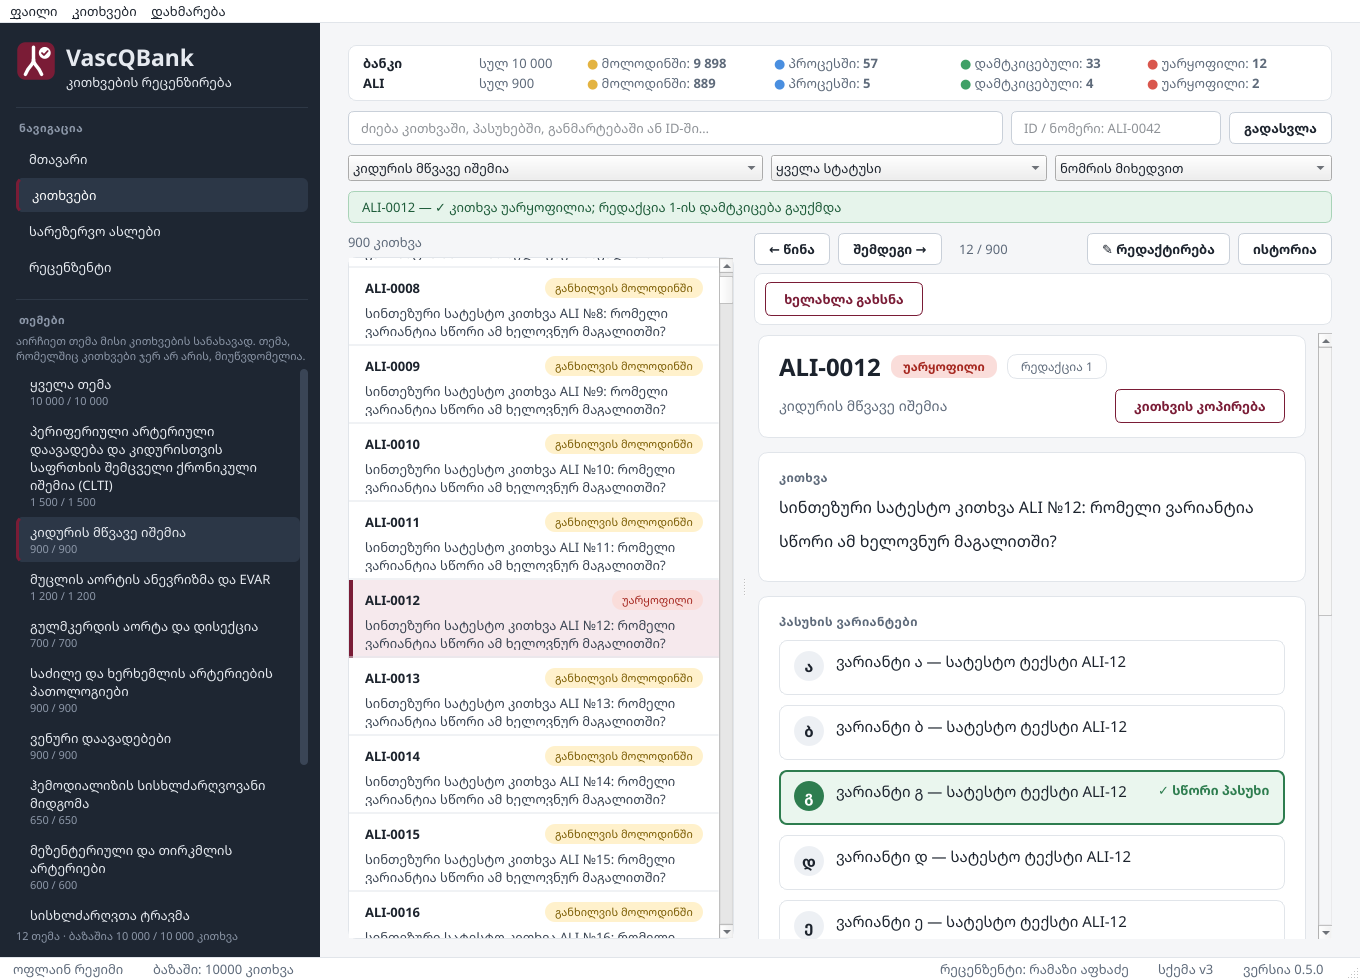 ფაილი კითხვები დახმარება
VascQBank
კითხვების რეცენზირება
ნავიგაცია
მთავარი
კითხვები
სარეზერვო ასლები
რეცენზენტი
თემები
აირჩიეთ თემა მისი კითხვების სანახავად. თემა,
რომელშიც კითხვები ჯერ არ არის, მიუწვდომელია.
ყველა თემა
10 000 / 10 000
პერიფერიული არტერიული
დაავადება და კიდურისთვის
საფრთხის შემცველი ქრონიკული
იშემია (CLTI)
1 500 / 1 500
კიდურის მწვავე იშემია
900 / 900
მუცლის აორტის ანევრიზმა და EVAR
1 200 / 1 200
გულმკერდის აორტა და დისექცია
700 / 700
საძილე და ხერხემლის არტერიების
პათოლოგიები
900 / 900
ვენური დაავადებები
900 / 900
ჰემოდიალიზის სისხლძარღვოვანი
მიდგომა
650 / 650
მეზენტერიული და თირკმლის
არტერიები
600 / 600
სისხლძარღვთა ტრავმა
12 თემა · ბაზაშია 10 000 / 10 000 კითხვა
ბანკი სულ 10 000 მოლოდინში: 9 898 პროცესში: 57 დამტკიცებული: 33 უარყოფილი: 12
ALI სულ 900 მოლოდინში: 889 პროცესში: 5 დამტკიცებული: 4 უარყოფილი: 2
ძიება კითხვაში, პასუხებში, განმარტებაში ან ID-ში… ID / ნომერი: ALI-0042 გადასვლა
კიდურის მწვავე იშემია ყველა სტატუსი ნომრის მიხედვით
ALI-0012 — ✓ კითხვა უარყოფილია; რედაქცია 1-ის დამტკიცება გაუქმდა
900 კითხვა
ALI-0008 განხილვის მოლოდინში
სინთეზური სატესტო კითხვა ALI №8: რომელი
ვარიანტია სწორი ამ ხელოვნურ მაგალითში?
ALI-0009 განხილვის მოლოდინში
სინთეზური სატესტო კითხვა ALI №9: რომელი
ვარიანტია სწორი ამ ხელოვნურ მაგალითში?
ALI-0010 განხილვის მოლოდინში
სინთეზური სატესტო კითხვა ALI №10: რომელი
ვარიანტია სწორი ამ ხელოვნურ მაგალითში?
ALI-0011 განხილვის მოლოდინში
სინთეზური სატესტო კითხვა ALI №11: რომელი
ვარიანტია სწორი ამ ხელოვნურ მაგალითში?
ALI-0012 უარყოფილი
სინთეზური სატესტო კითხვა ALI №12: რომელი
ვარიანტია სწორი ამ ხელოვნურ მაგალითში?
ALI-0013 განხილვის მოლოდინში
სინთეზური სატესტო კითხვა ALI №13: რომელი
ვარიანტია სწორი ამ ხელოვნურ მაგალითში?
ALI-0014 განხილვის მოლოდინში
სინთეზური სატესტო კითხვა ALI №14: რომელი
ვარიანტია სწორი ამ ხელოვნურ მაგალითში?
ALI-0015 განხილვის მოლოდინში
სინთეზური სატესტო კითხვა ALI №15: რომელი
ვარიანტია სწორი ამ ხელოვნურ მაგალითში?
ALI-0016 განხილვის მოლოდინში
სინთეზური სატესტო კითხვა ALI №16: რომელი
← წინა შემდეგი → 12 / 900 ✎ რედაქტირება ისტორია
ხელახლა გახსნა
ALI-0012 უარყოფილი რედაქცია 1
კიდურის მწვავე იშემია კითხვის კოპირება
კითხვა
სინთეზური სატესტო კითხვა ALI №12: რომელი ვარიანტია
სწორი ამ ხელოვნურ მაგალითში?
პასუხის ვარიანტები
ა ვარიანტი ა — სატესტო ტექსტი ALI-12
ბ ვარიანტი ბ — სატესტო ტექსტი ALI-12
გ ვარიანტი გ — სატესტო ტექსტი ALI-12 ✓ სწორი პასუხი
დ ვარიანტი დ — სატესტო ტექსტი ALI-12
ე ვარიანტი ე — სატესტო ტექსტი ALI-12
ოფლაინ რეჟიმი ბაზაში: 10000 კითხვა რეცენზენტი: რამაზი აფხაძე სქემა v3 ვერსია 0.5.0